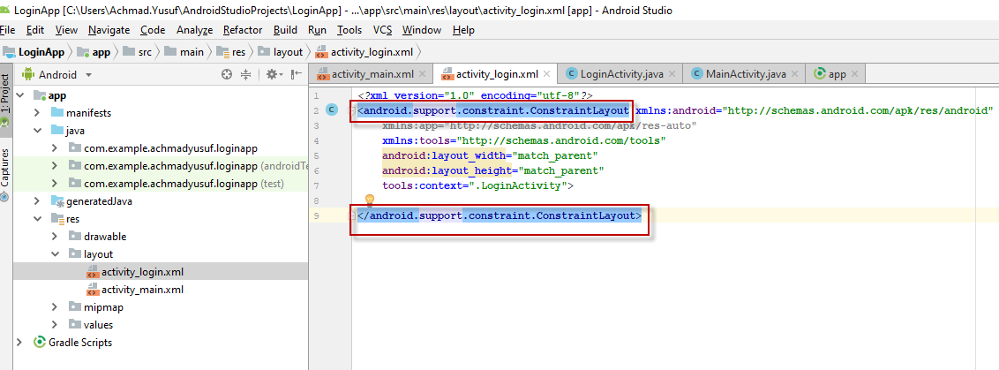 LoginApp [C:\Users\Achmad.Yusuf\AndroidStudioProjects\LoginApp] - ...\app\src\main\res\layout\activity_login.xml [app] - Android Studio
File Edit View Navigate Code Analyze Refactor Build Run Tools VCS Window Help
LoginApp app src main res layout activity_login.xml
Android
activity_main.xml activity_login.xml LoginActivity.java MainActivity.java app
1: Project
Captures
app
manifests
java
com.example.achmadyusuf.loginapp
com.example.achmadyusuf.loginapp (androidTe
com.example.achmadyusuf.loginapp (test)
generatedJava
res
drawable
layout
activity_login.xml
activity_main.xml
mipmap
values
Gradle Scripts
1 <?xml version="1.0" encoding="utf-8"?>
2 C <android.support.constraint.ConstraintLayout xmlns:android="http://schemas.android.com/apk/res/android"
3 xmlns:app="http://schemas.android.com/apk/res-auto"
4 xmlns:tools="http://schemas.android.com/tools"
5 android:layout_width="match_parent"
6 android:layout_height="match_parent"
7 tools:context=".LoginActivity">
8
9 </android.support.constraint.ConstraintLayout>